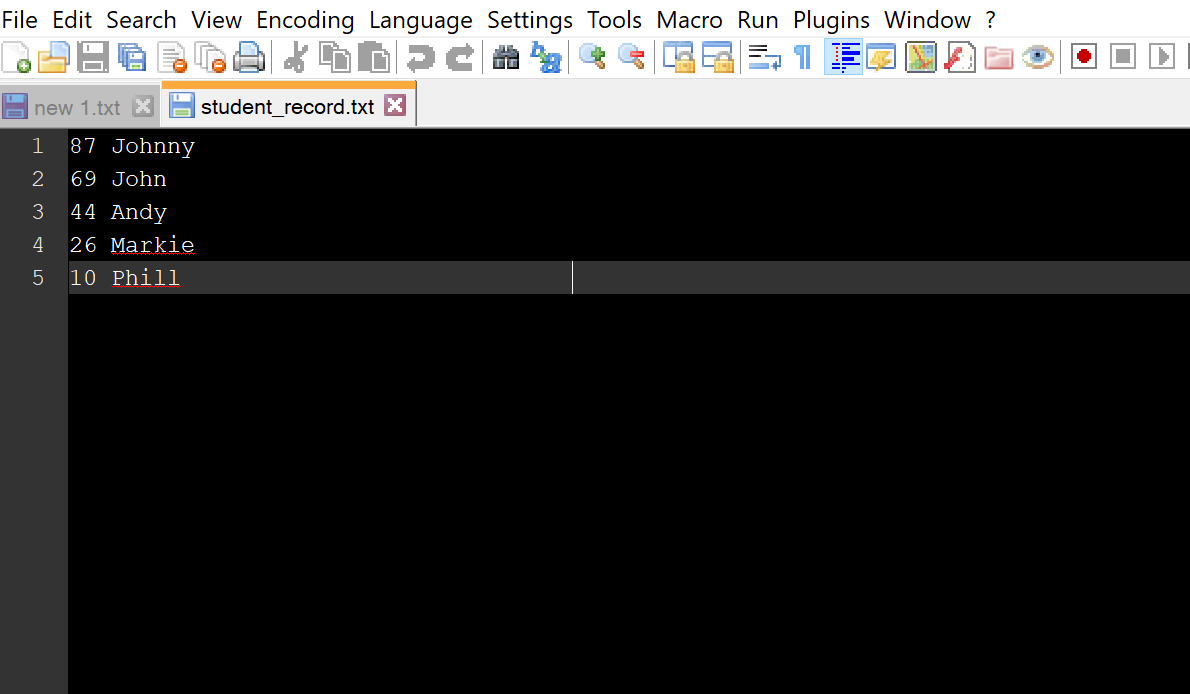 File Edit Search View Encoding Language Settings Tools Macro Run Plugins Window ?
new 1.txt student_record.txt
1 87 Johnny
2 69 John
3 44 Andy
4 26 Markie
5 10 Phill